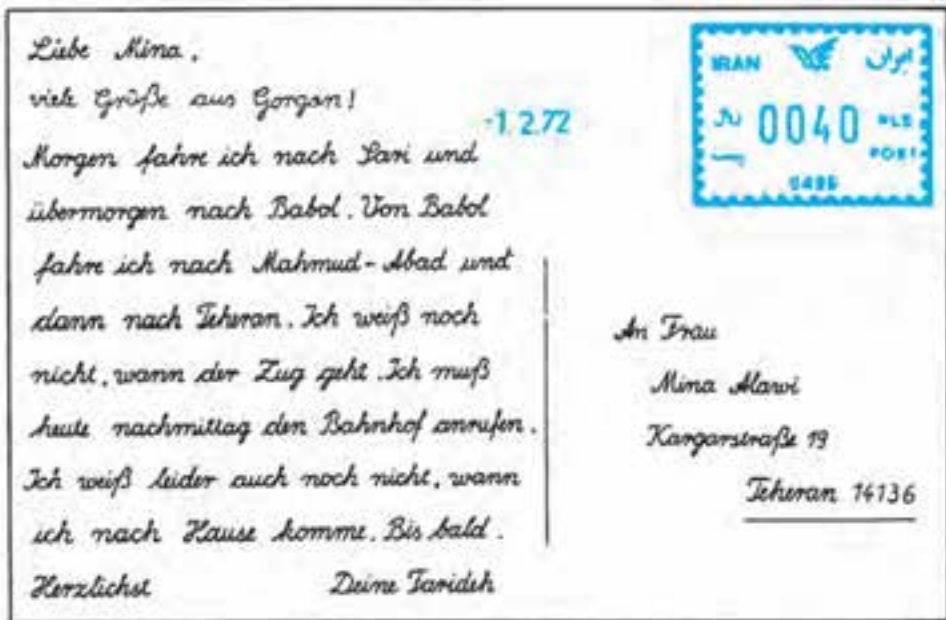 Liebe Mina,
viele Grüße aus Gorgan!
Morgen fahre ich nach Sari und
übermorgen nach Babol. Von Babol
fahre ich nach Mahmud-Abad und
dann nach Teheran. Ich weiß noch
nicht, wann der Zug geht. Ich muß
heute nachmittag den Bahnhof anrufen.
Ich weiß leider auch noch nicht, wann
ich nach Hause komme. Bis bald.
Herzlichst Deine Farideh
-1. 2.72
IRAN ایران
ریال 0040 RLS
POST
0495
An Frau
Mina Alawi
Kargarstraße 19
Teheran 14136